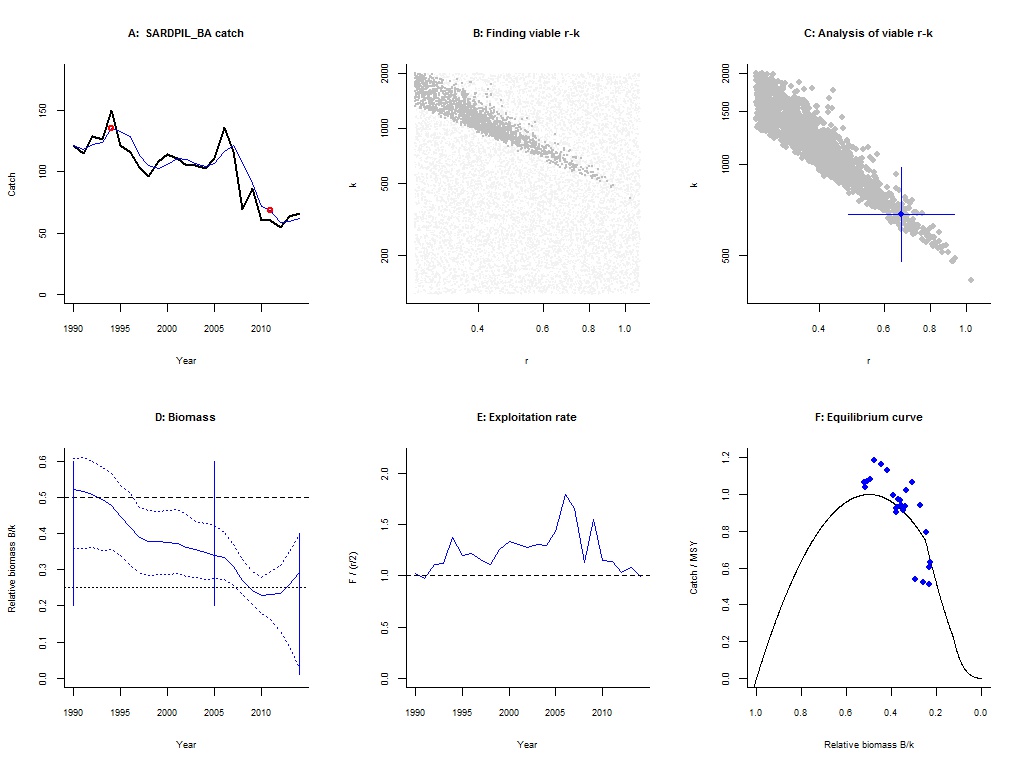 A: SARDPIL_BA catch
Catch
150
100
50
0
1990 1995 2000 2005 2010
Year
B: Finding viable r-k
k
2000
1000
500
200
0.4 0.6 0.8 1.0
r
C: Analysis of viable r-k
k
2000
1500
1000
500
0.4 0.6 0.8 1.0
r
D: Biomass
Relative biomass B/k
0.6
0.5
0.4
0.3
0.2
0.1
0.0
1990 1995 2000 2005 2010
Year
E: Exploitation rate
F / (r/2)
2.0
1.5
1.0
0.5
0.0
1990 1995 2000 2005 2010
Year
F: Equilibrium curve
Catch / MSY
1.2
1.0
0.8
0.6
0.4
0.2
0.0
1.0 0.8 0.6 0.4 0.2 0.0
Relative biomass B/k